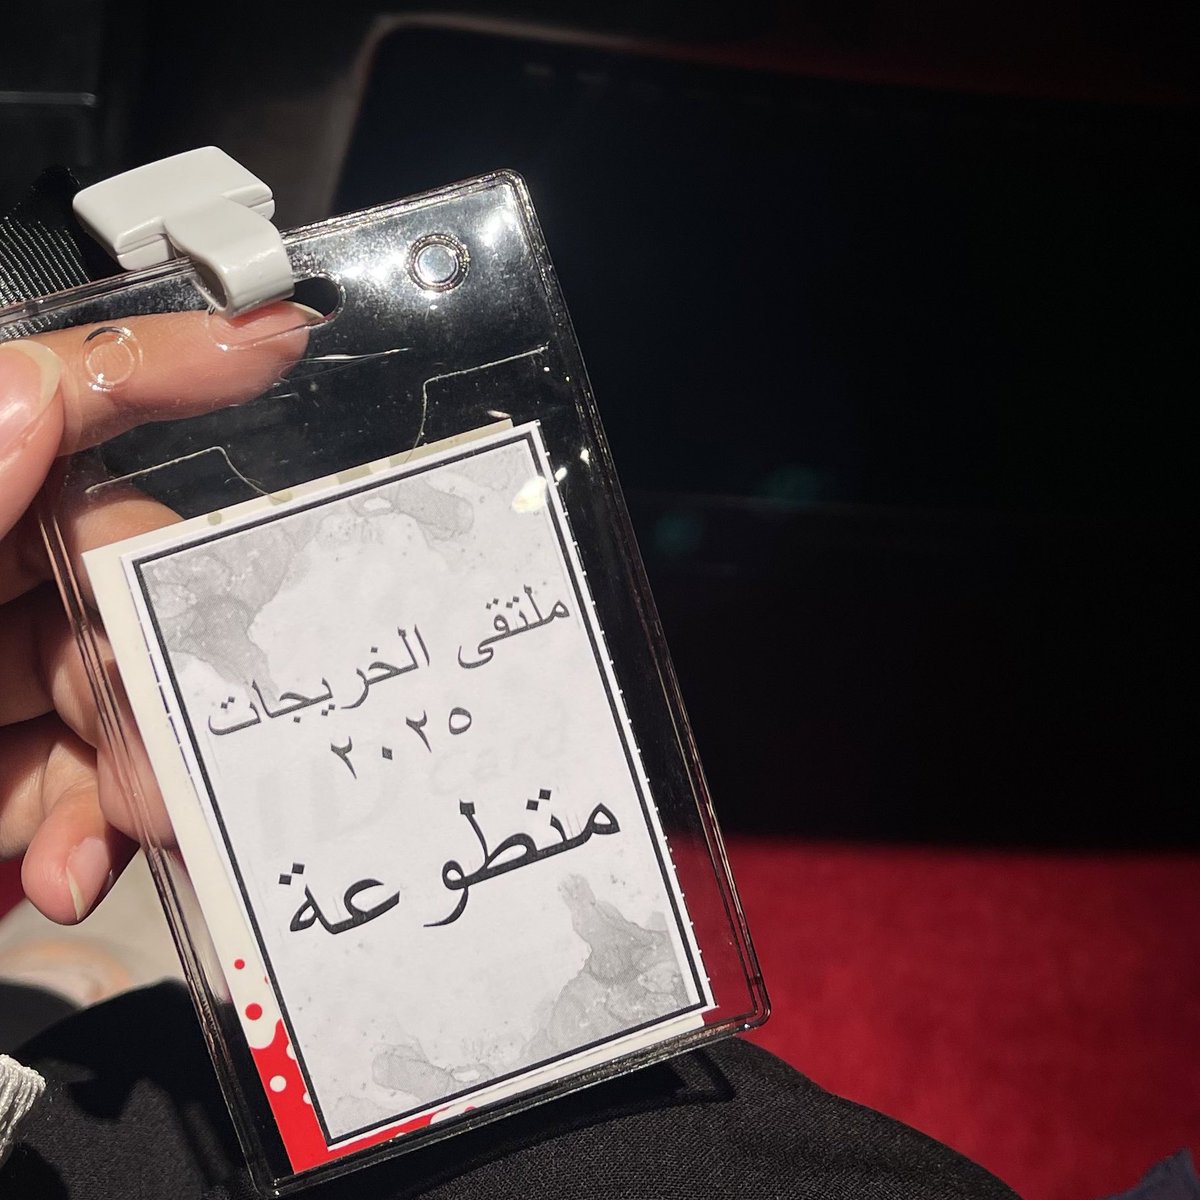 ملتقى الخريجات
٢٠٢٥
متطوعة